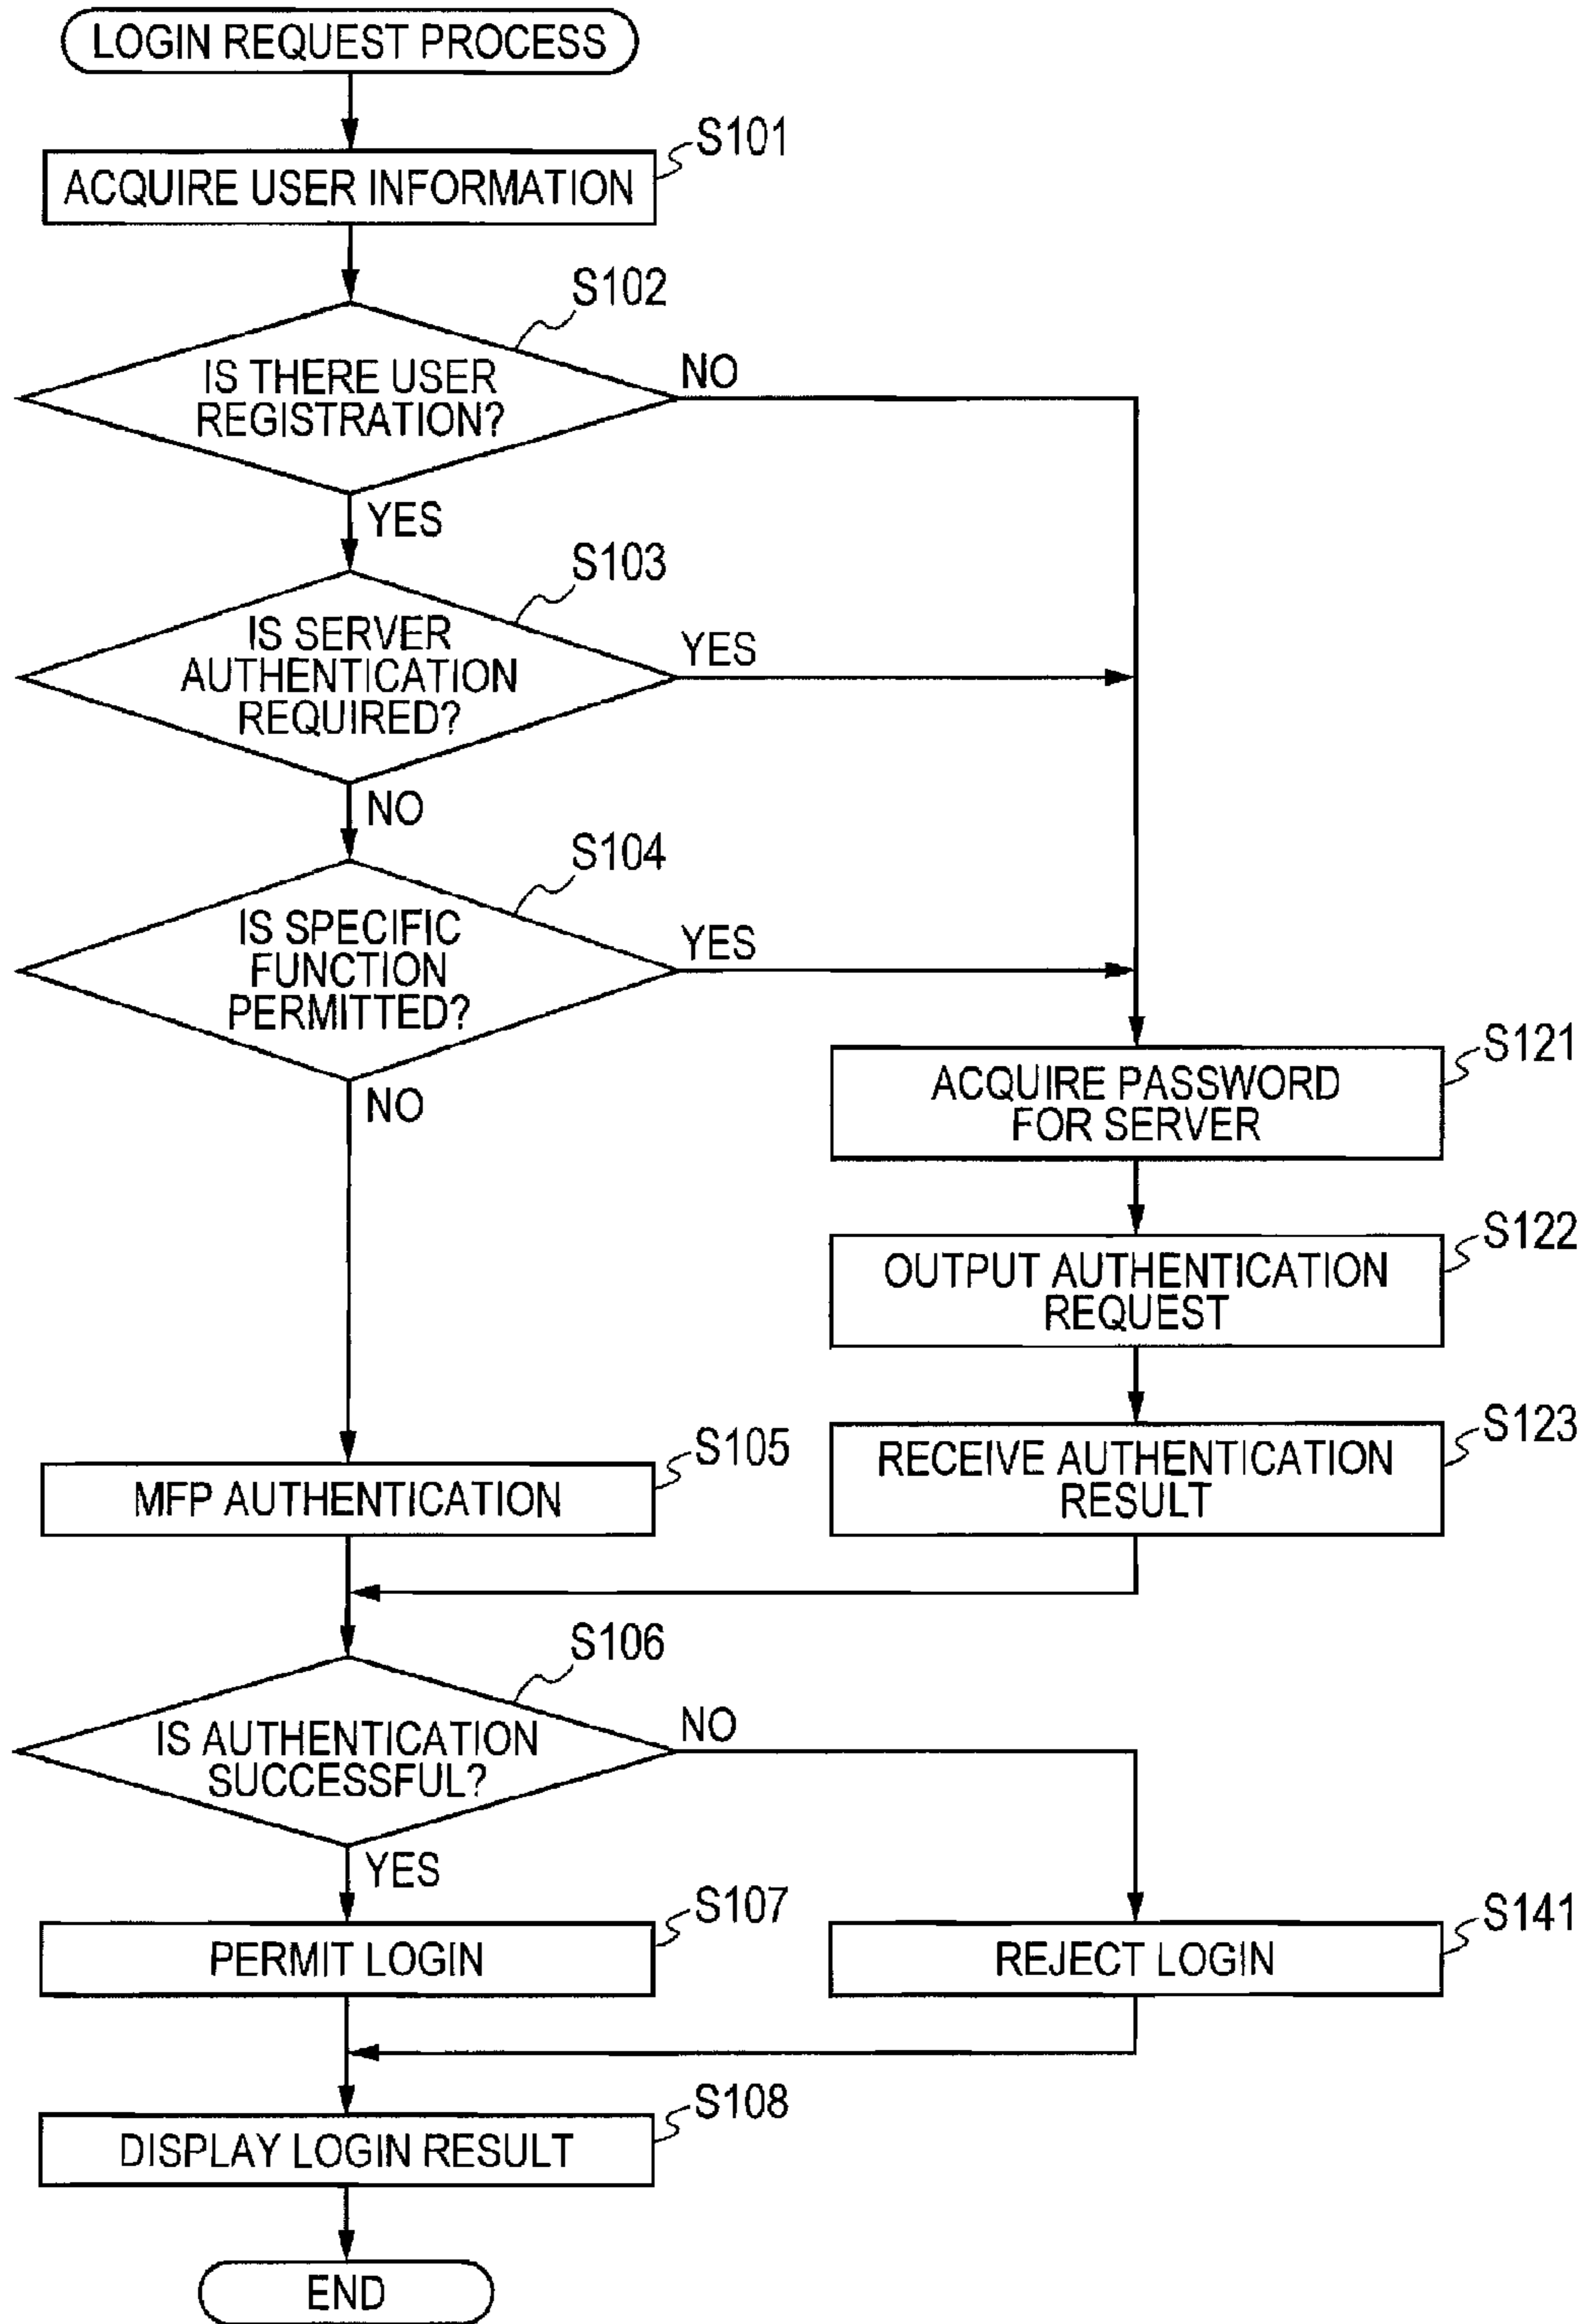 LOGIN REQUEST PROCESS
S101
ACQUIRE USER INFORMATION
S102
IS THERE USER
REGISTRATION?
NO
YES
S103
IS SERVER
AUTHENTICATION
REQUIRED?
YES
NO
S104
IS SPECIFIC
FUNCTION
PERMITTED?
YES
NO
S121
ACQUIRE PASSWORD
FOR SERVER
S122
OUTPUT AUTHENTICATION
REQUEST
S123
RECEIVE AUTHENTICATION
RESULT
S105
MFP AUTHENTICATION
S106
IS AUTHENTICATION
SUCCESSFUL?
NO
YES
S107
PERMIT LOGIN
S141
REJECT LOGIN
S108
DISPLAY LOGIN RESULT
END